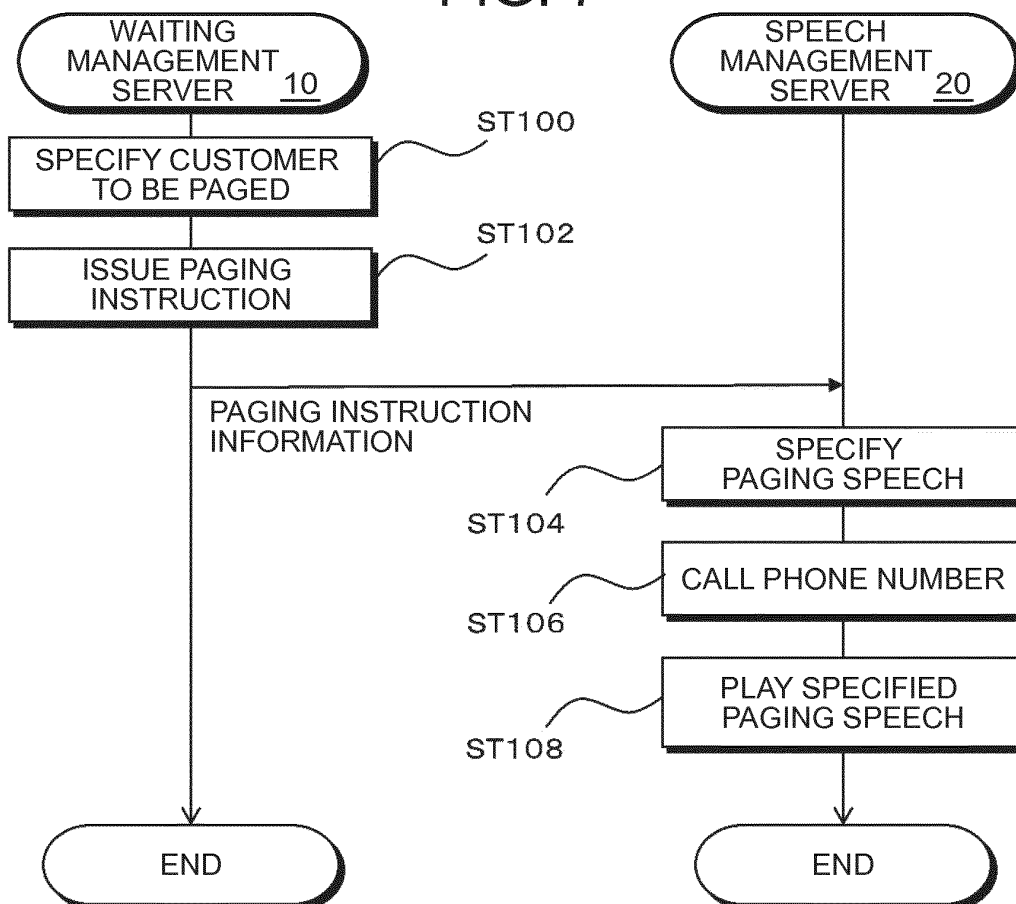 WAITING
MANAGEMENT
SERVER 10
SPEECH
MANAGEMENT
SERVER 20
ST100
SPECIFY CUSTOMER
TO BE PAGED
ST102
ISSUE PAGING
INSTRUCTION
PAGING INSTRUCTION
INFORMATION
SPECIFY
PAGING SPEECH
ST104
CALL PHONE NUMBER
ST106
PLAY SPECIFIED
PAGING SPEECH
ST108
END
END